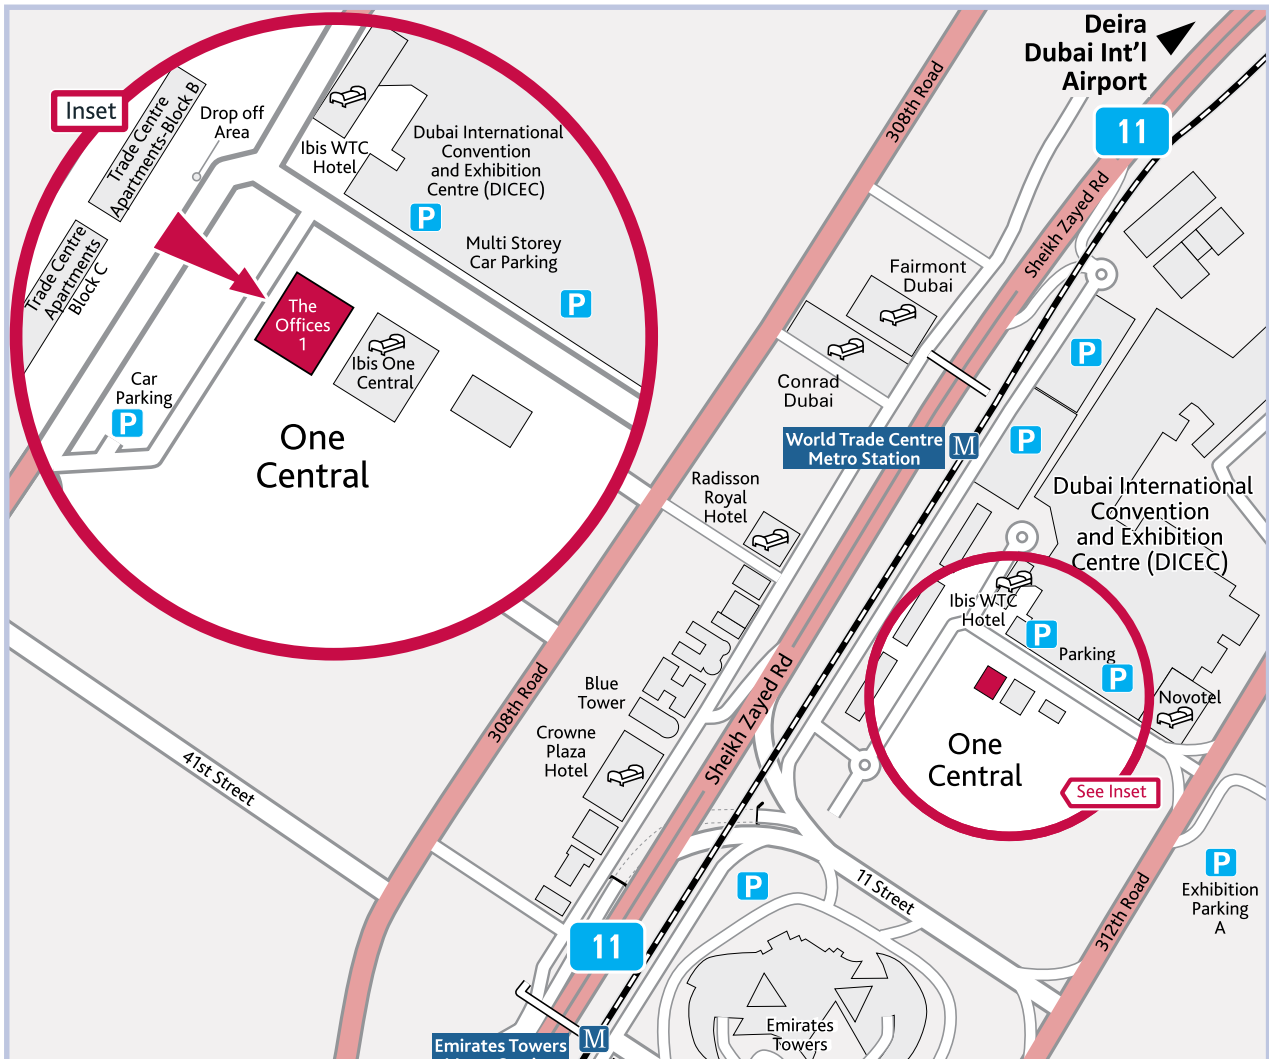 Deira
Dubai Int'l
Airport
11
308th Road
Sheikh Zayed Rd
Inset
Trade Centre
Apartments-Block B
Drop off
Area
Ibis WTC
Hotel
Dubai International
Convention
and Exhibition
Centre (DICEC)
P
Multi Storey
Car Parking
P
Trade Centre
Apartments
Block C
The
Offices
1
Ibis One
Central
Car
Parking
P
One
Central
Fairmont
Dubai
Conrad
Dubai
P
P
World Trade Centre
Metro Station
M
Radisson
Royal
Hotel
Dubai International
Convention
and Exhibition
Centre (DICEC)
Ibis WTC
Hotel
P
Parking
P
Novotel
One
Central
See Inset
308th Road
Blue
Tower
Sheikh Zayed Rd
Crowne
Plaza
Hotel
41st Street
P
11 Street
312th Road
P
Exhibition
Parking
A
11
Emirates Towers
M
Emirates
Towers